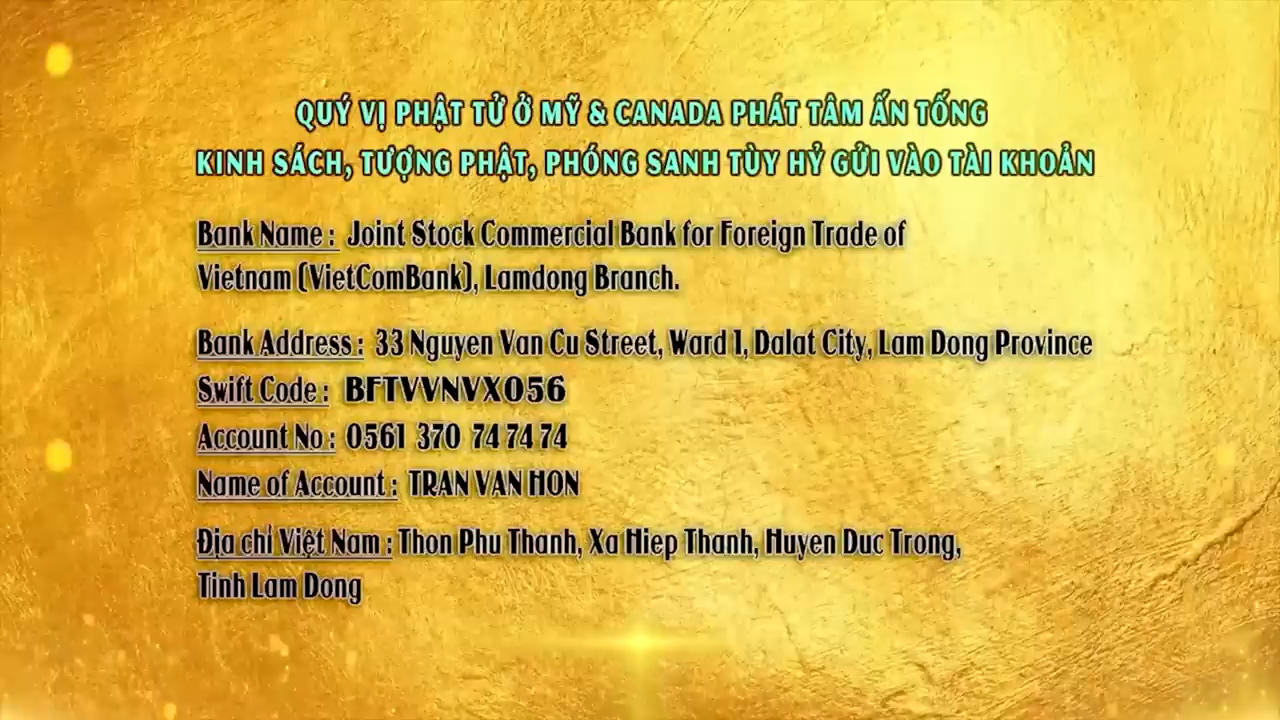 QUÝ VỊ PHẬT TỬ Ở MỸ & CANADA PHÁT TÂM ẤN TỐNG
KINH SÁCH, TƯỢNG PHẬT, PHÓNG SANH TÙY HỶ GỬI VÀO TÀI KHOẢN
Bank Name : Joint Stock Commercial Bank for Foreign Trade of
Vietnam (VietComBank), Lamdong Branch.
Bank Address : 33 Nguyen Van Cu Street, Ward 1, Dalat City, Lam Dong Province
Swift Code : BFTVVNVX056
Account No : 0561 370 74 74 74
Name of Account : TRAN VAN HON
Địa chỉ Việt Nam : Thon Phu Thanh, Xa Hiep Thanh, Huyen Duc Trong,
Tinh Lam Dong